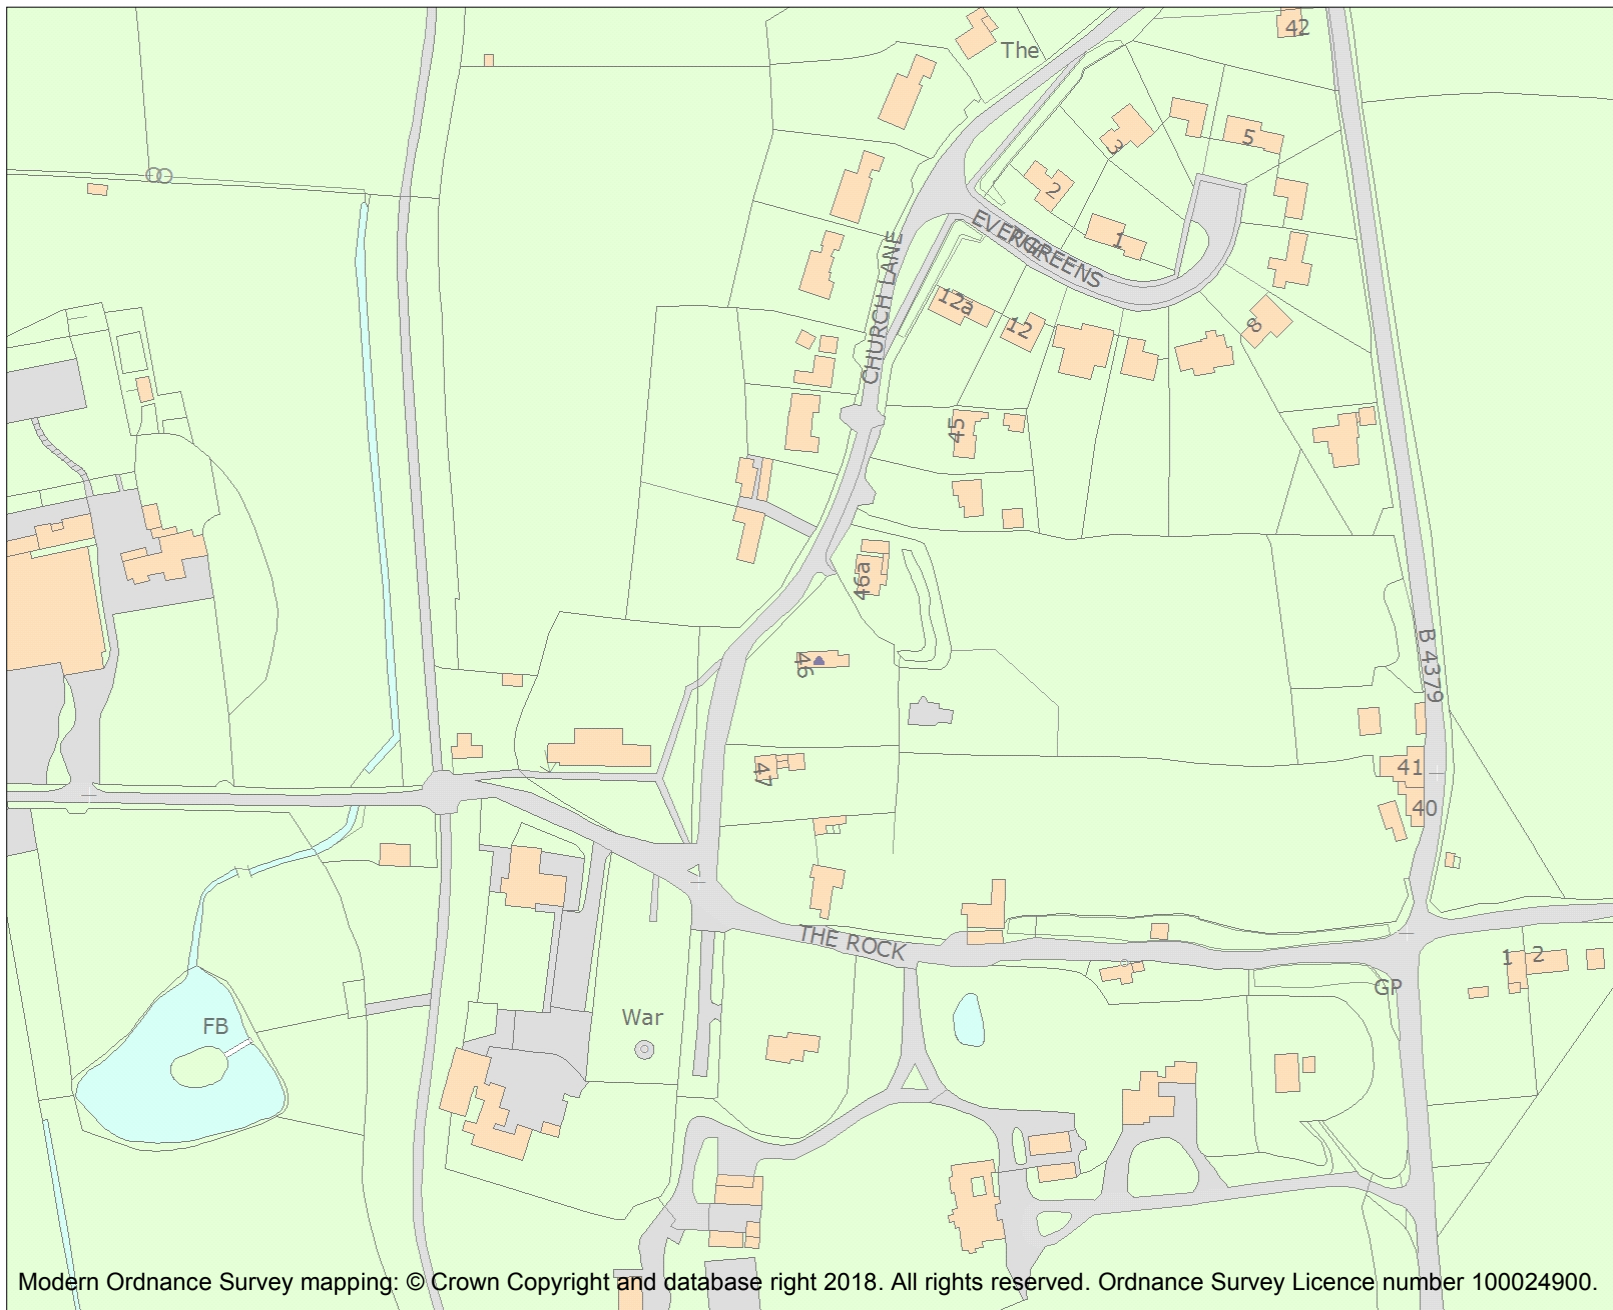 42
The
5
3
2
1
EVERGREENS
THE
CHURCH LANE
12a
12
8
45
46a
46
B 4379
47
41
40
THE ROCK
1
2
GP
War
FB
Modern Ordnance Survey mapping: © Crown Copyright and database right 2018. All rights reserved. Ordnance Survey Licence number 100024900.